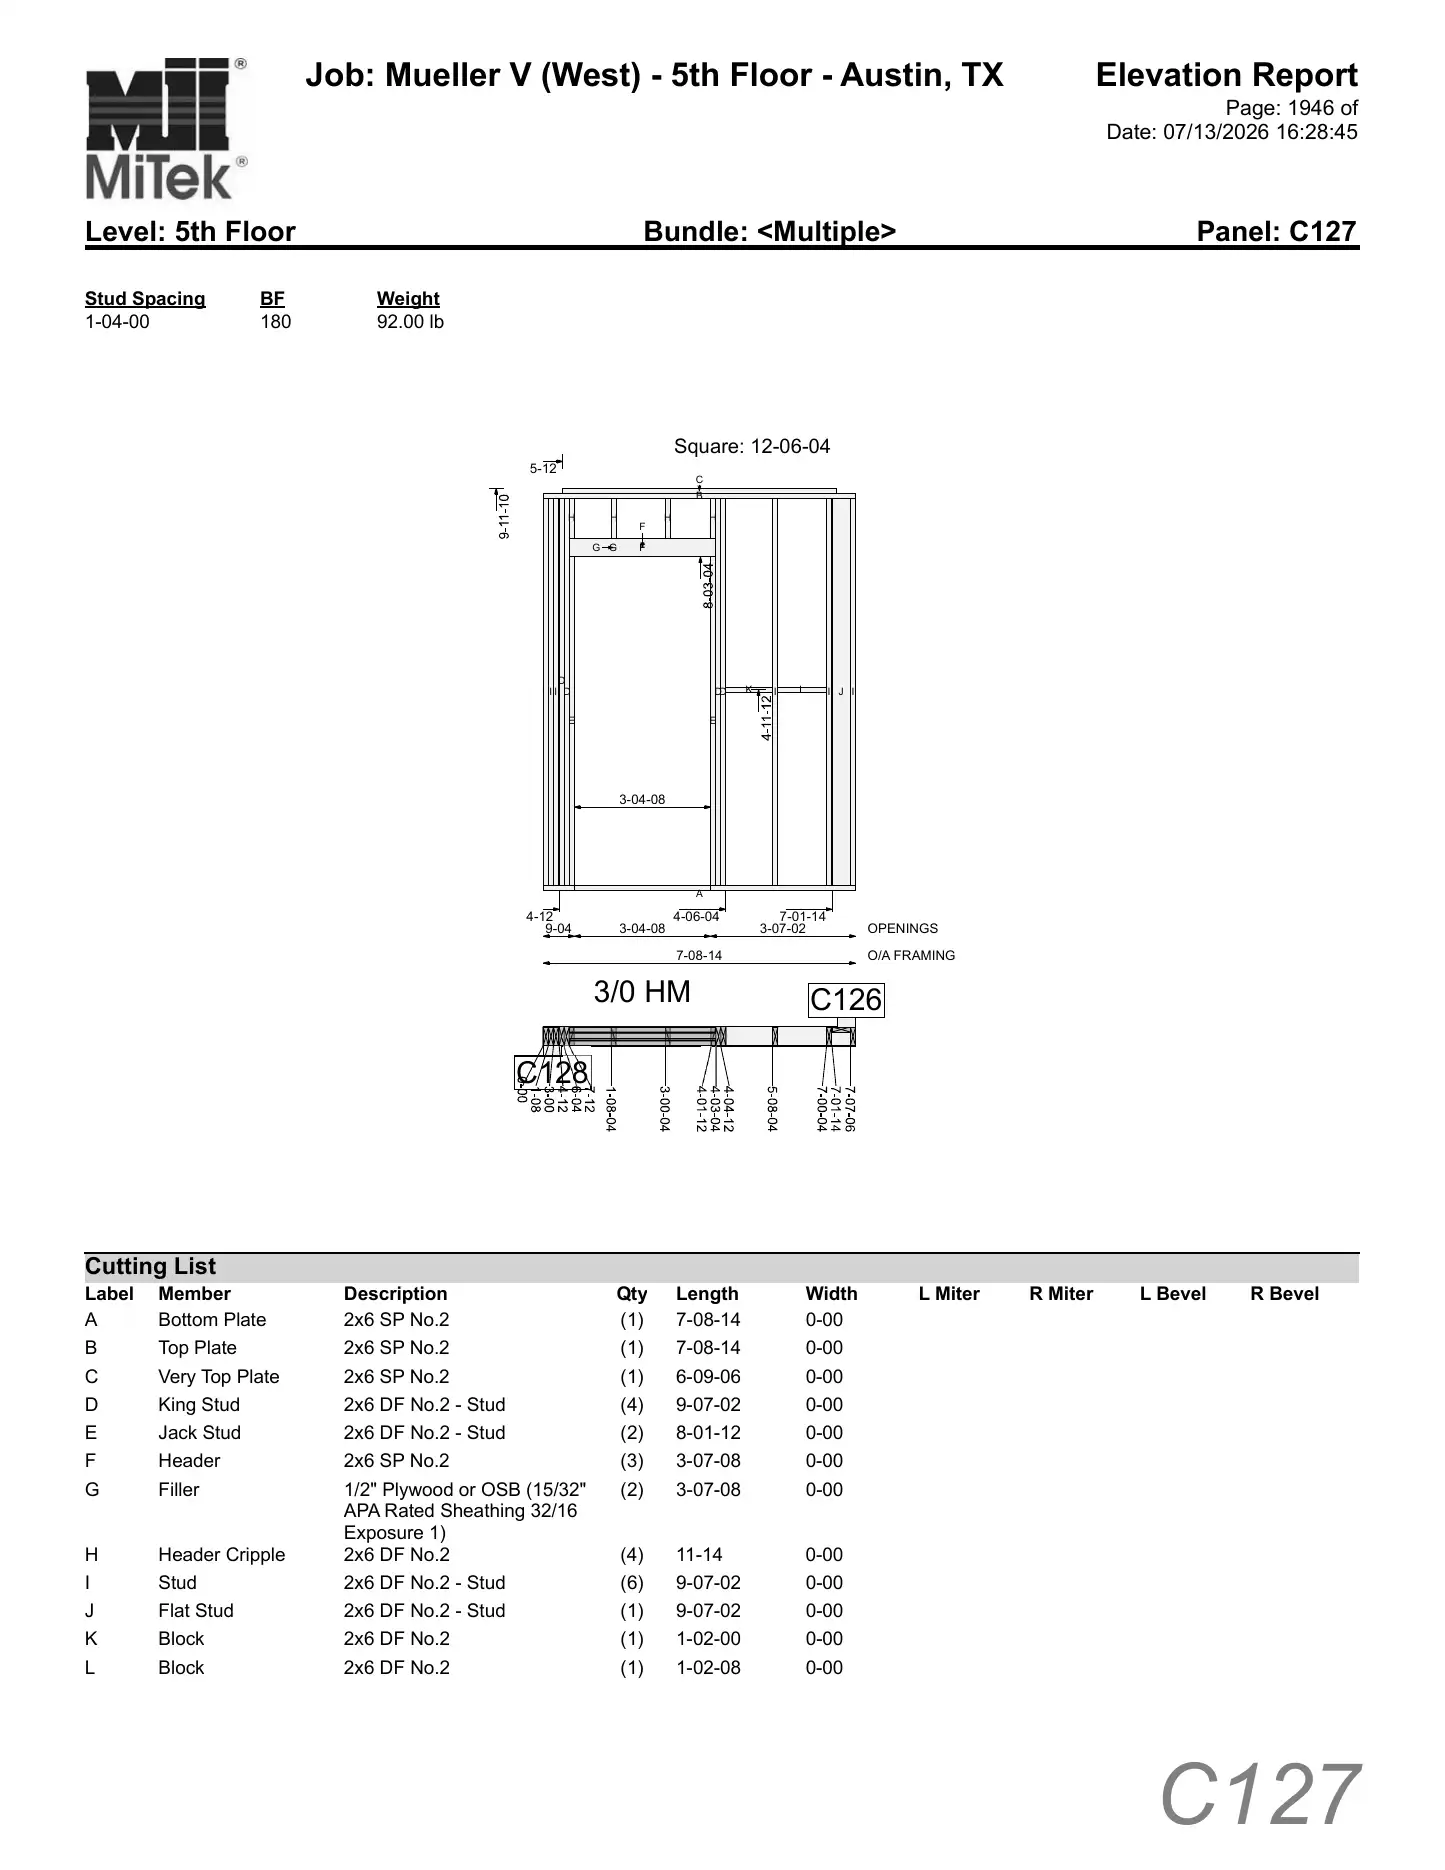 Job: Mueller V (West) - 5th Floor - Austin, TX
Elevation Report
Page: 1946 of
Date: 07/13/2026 16:28:45
MiTek®
Level: 5th Floor Bundle: <Multiple> Panel: C127
Stud Spacing BF Weight
1-04-00 180 92.00 lb
Square: 12-06-04
5-12
C
B
9-11-10
F
G G F
8-03-04
D
I I D D K I I J I
E E
4-11-12
3-04-08
A
4-12 4-06-04 7-01-14
9-04 3-04-08 3-07-02 OPENINGS
7-08-14 O/A FRAMING
3/0 HM
C126
C128
0-00 1-08 3-00 4-12 6-04 7-12 1-08-04 3-00-04 4-01-12 4-03-04 4-04-12 5-08-04 7-00-04 7-01-14 7-07-06
Cutting List
Label Member Description Qty Length Width L Miter R Miter L Bevel R Bevel
A Bottom Plate 2x6 SP No.2 (1) 7-08-14 0-00
B Top Plate 2x6 SP No.2 (1) 7-08-14 0-00
C Very Top Plate 2x6 SP No.2 (1) 6-09-06 0-00
D King Stud 2x6 DF No.2 - Stud (4) 9-07-02 0-00
E Jack Stud 2x6 DF No.2 - Stud (2) 8-01-12 0-00
F Header 2x6 SP No.2 (3) 3-07-08 0-00
G Filler 1/2" Plywood or OSB (15/32" (2) 3-07-08 0-00
APA Rated Sheathing 32/16
Exposure 1)
H Header Cripple 2x6 DF No.2 (4) 11-14 0-00
I Stud 2x6 DF No.2 - Stud (6) 9-07-02 0-00
J Flat Stud 2x6 DF No.2 - Stud (1) 9-07-02 0-00
K Block 2x6 DF No.2 (1) 1-02-00 0-00
L Block 2x6 DF No.2 (1) 1-02-08 0-00
C127